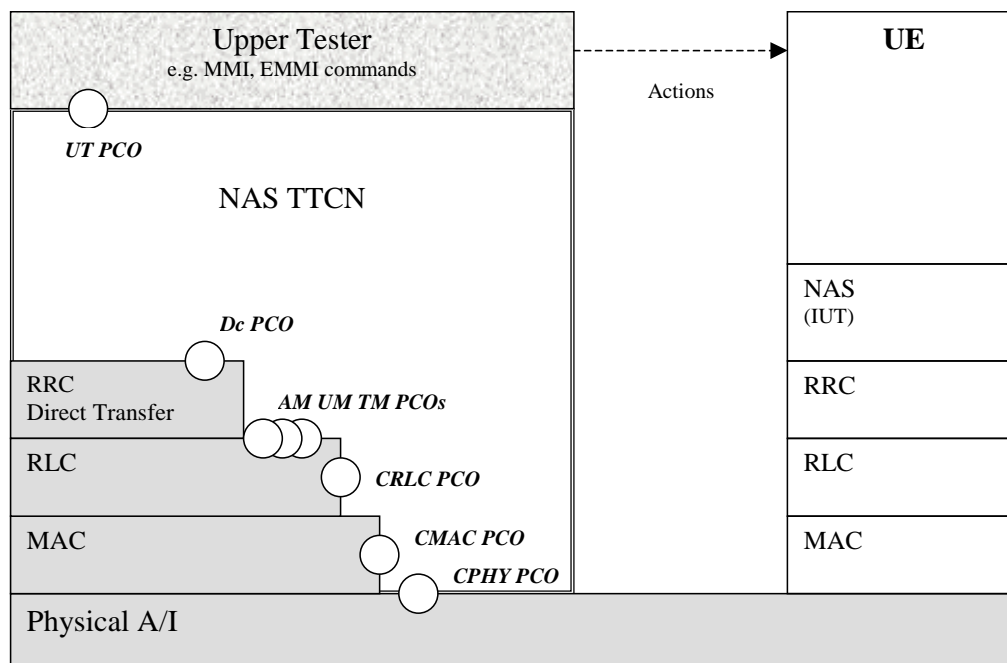 Upper Tester
e.g. MMI, EMMI commands
UT PCO
NAS TTCN
Dc PCO
RRC
Direct Transfer
AM UM TM PCOs
RLC
CRLC PCO
MAC
CMAC PCO
CPHY PCO
Physical A/I
Actions
UE
NAS
(IUT)
RRC
RLC
MAC